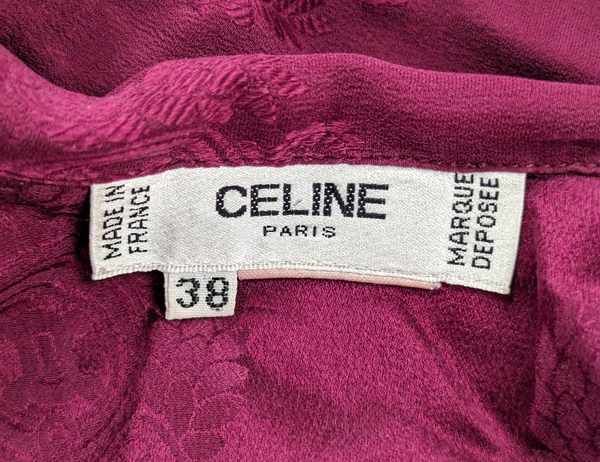 MADE IN
FRANCE
CELINE
PARIS
MARQUE
DEPOSEE
38